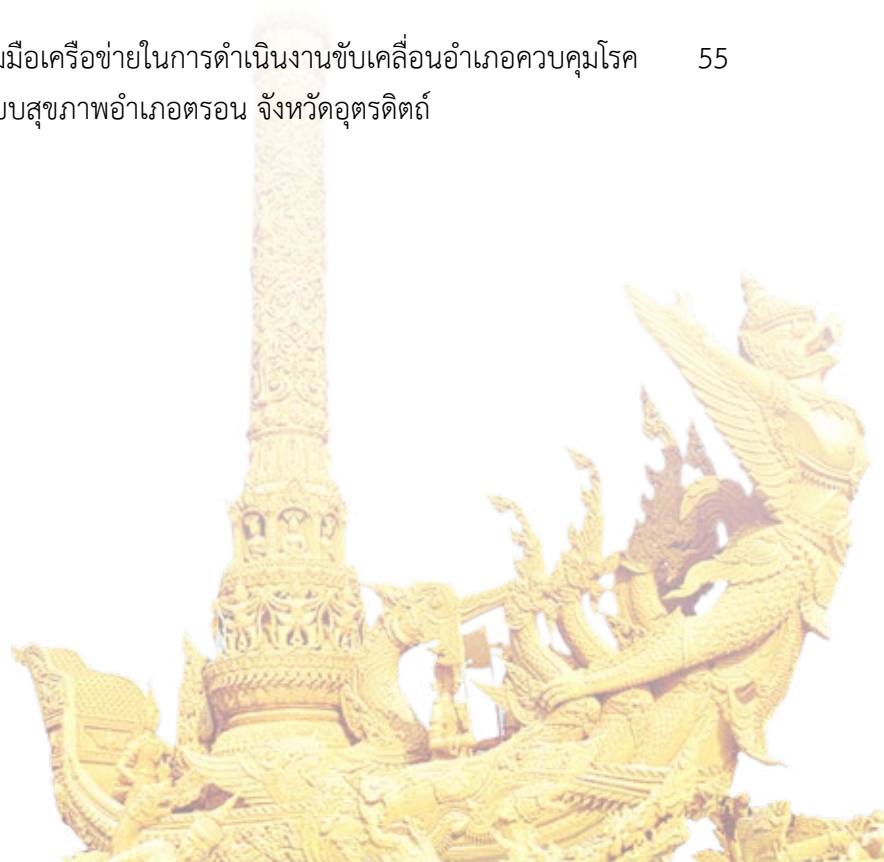 มมือเครือข่ายในการดำเนินงานขับเคลื่อนอำเภอควบคุมโรค 55
บบสุขภาพอำเภอตรอน จังหวัดอุตรดิตถ์